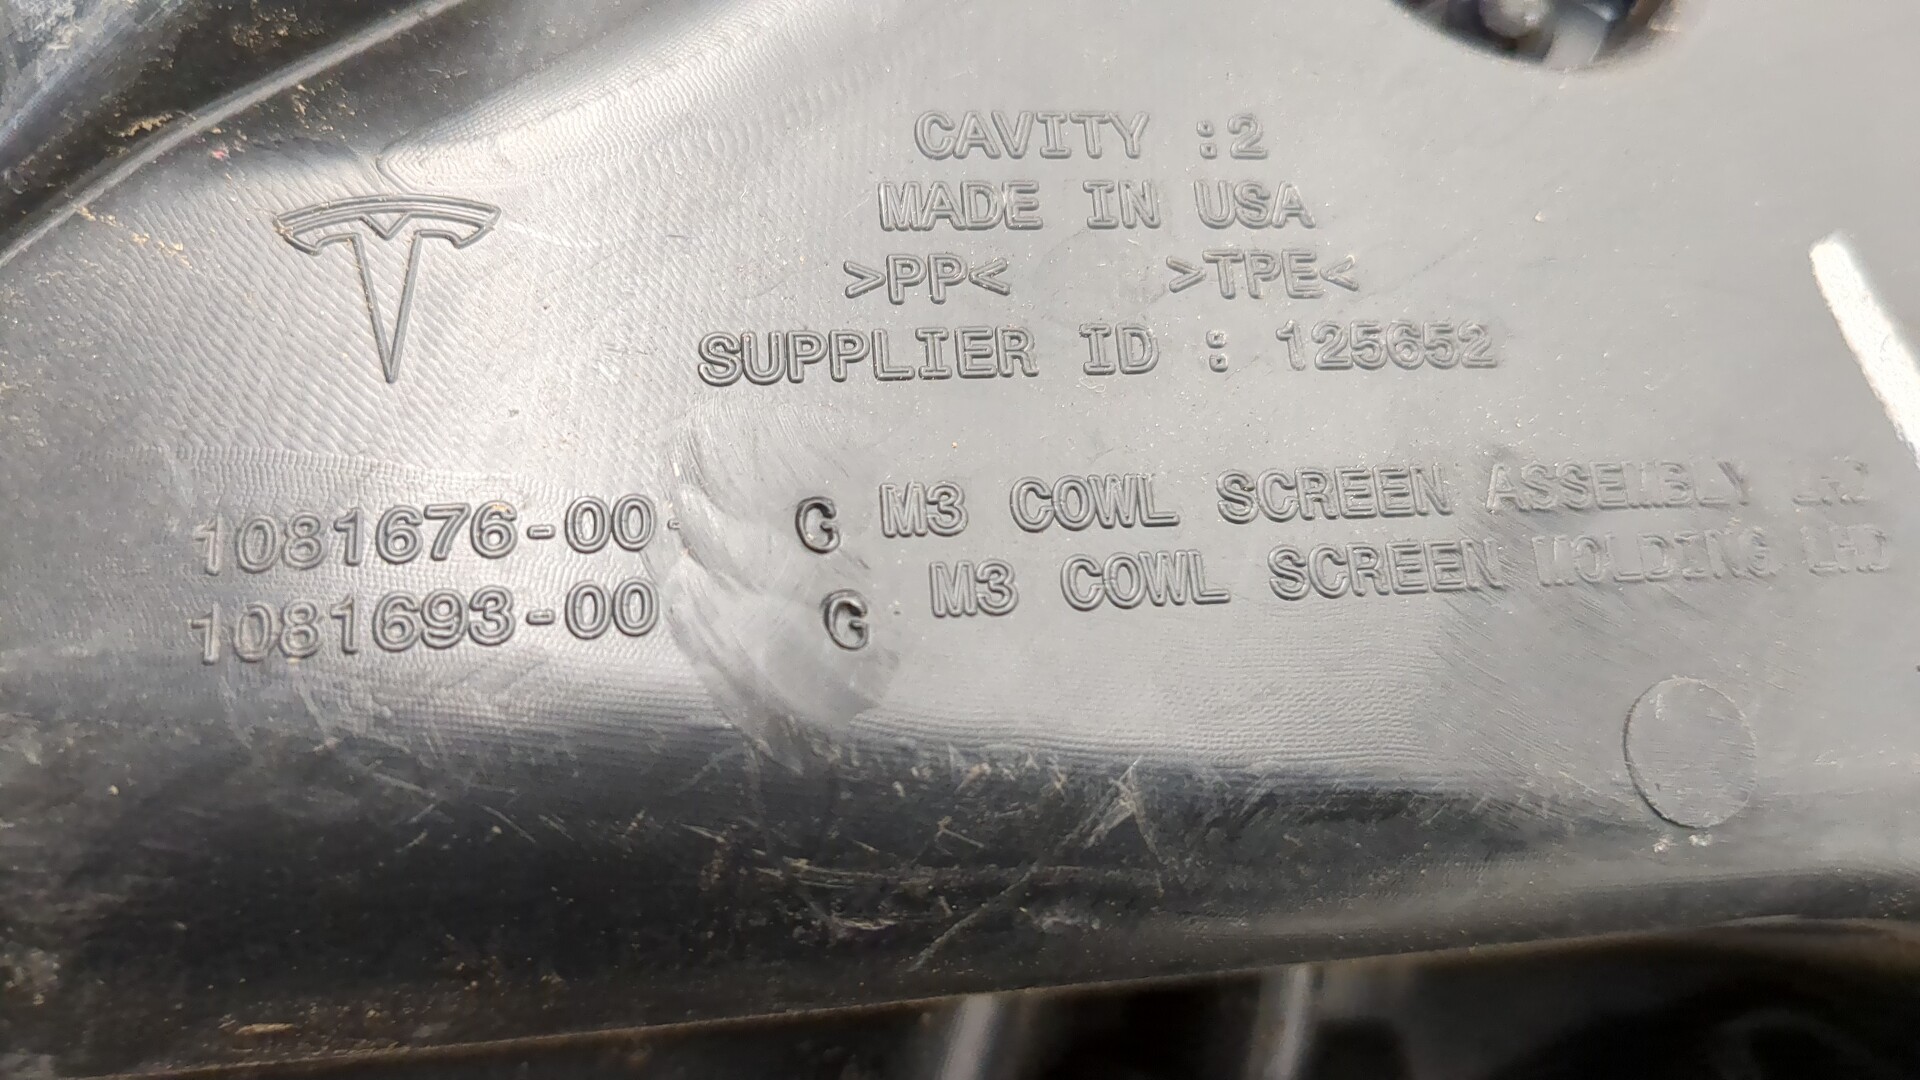 CAVITY :2
MADE IN USA
>PP< >TPE<
SUPPLIER ID : 125652
1081676-00- G M3 COWL SCREEN ASSEMBLY LHD
1081693-00 G M3 COWL SCREEN MOLDING LHD